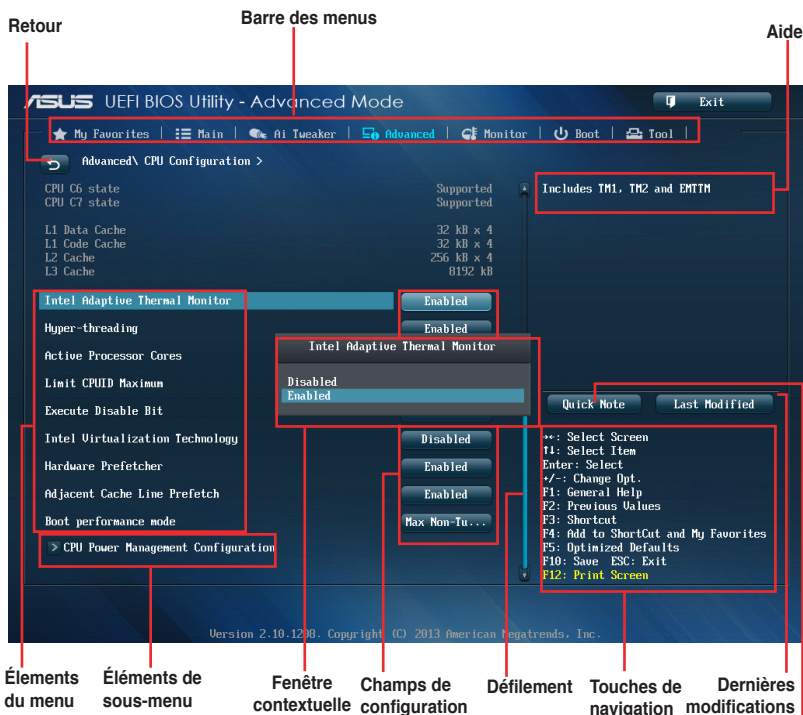 Retour
Barre des menus
Aide
ASUS UEFI BIOS Utility - Advanced Mode
Exit
My Favorites | Main | Ai Tweaker | Advanced | Monitor | Boot | Tool |
Advanced\ CPU Configuration >
CPU C6 state Supported
CPU C7 state Supported
Includes TM1, TM2 and EMTTM
L1 Data Cache 32 kB x 4
L1 Code Cache 32 kB x 4
L2 Cache 256 kB x 4
L3 Cache 8192 kB
Intel Adaptive Thermal Monitor Enabled
Hyper-threading Enabled
Intel Adaptive Thermal Monitor
Active Processor Cores
Limit CPUID Maximum
Disabled
Enabled
Execute Disable Bit
Quick Note
Last Modified
Intel Virtualization Technology Disabled
Hardware Prefetcher Enabled
Adjacent Cache Line Prefetch Enabled
Boot performance mode Max Non-Tu...
> CPU Power Management Configuration
→←: Select Screen
↑↓: Select Item
Enter: Select
+/-: Change Opt.
F1: General Help
F2: Previous Values
F3: Shortcut
F4: Add to ShortCut and My Favorites
F5: Optimized Defaults
F10: Save ESC: Exit
F12: Print Screen
Version 2.10.1208. Copyright (C) 2013 American Megatrends, Inc.
Élements
du menu
Éléments de
sous-menu
Fenêtre
contextuelle
Champs de
configuration
Défilement
Touches de
navigation
Dernières
modifications